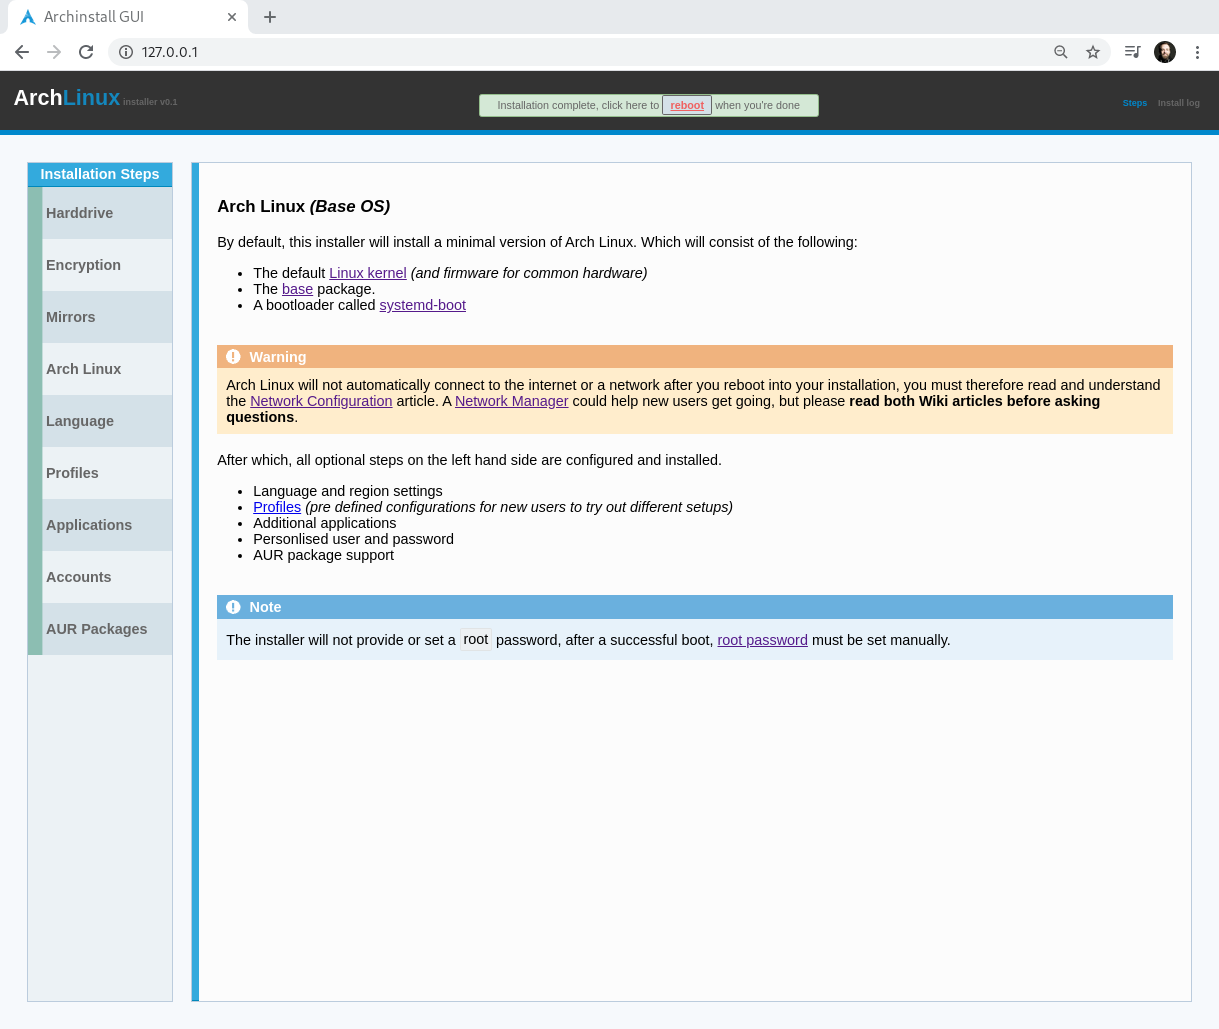 Archinstall GUI
127.0.0.1
ArchLinux installer v0.1
Installation complete, click here to reboot when you're done
Steps Install log
Installation Steps
Harddrive
Encryption
Mirrors
Arch Linux
Language
Profiles
Applications
Accounts
AUR Packages
Arch Linux (Base OS)
By default, this installer will install a minimal version of Arch Linux. Which will consist of the following:
• The default Linux kernel (and firmware for common hardware)
• The base package.
• A bootloader called systemd-boot
Warning
Arch Linux will not automatically connect to the internet or a network after you reboot into your installation, you must therefore read and understand
the Network Configuration article. A Network Manager could help new users get going, but please read both Wiki articles before asking
questions.
After which, all optional steps on the left hand side are configured and installed.
• Language and region settings
• Profiles (pre defined configurations for new users to try out different setups)
• Additional applications
• Personlised user and password
• AUR package support
Note
The installer will not provide or set a root password, after a successful boot, root password must be set manually.